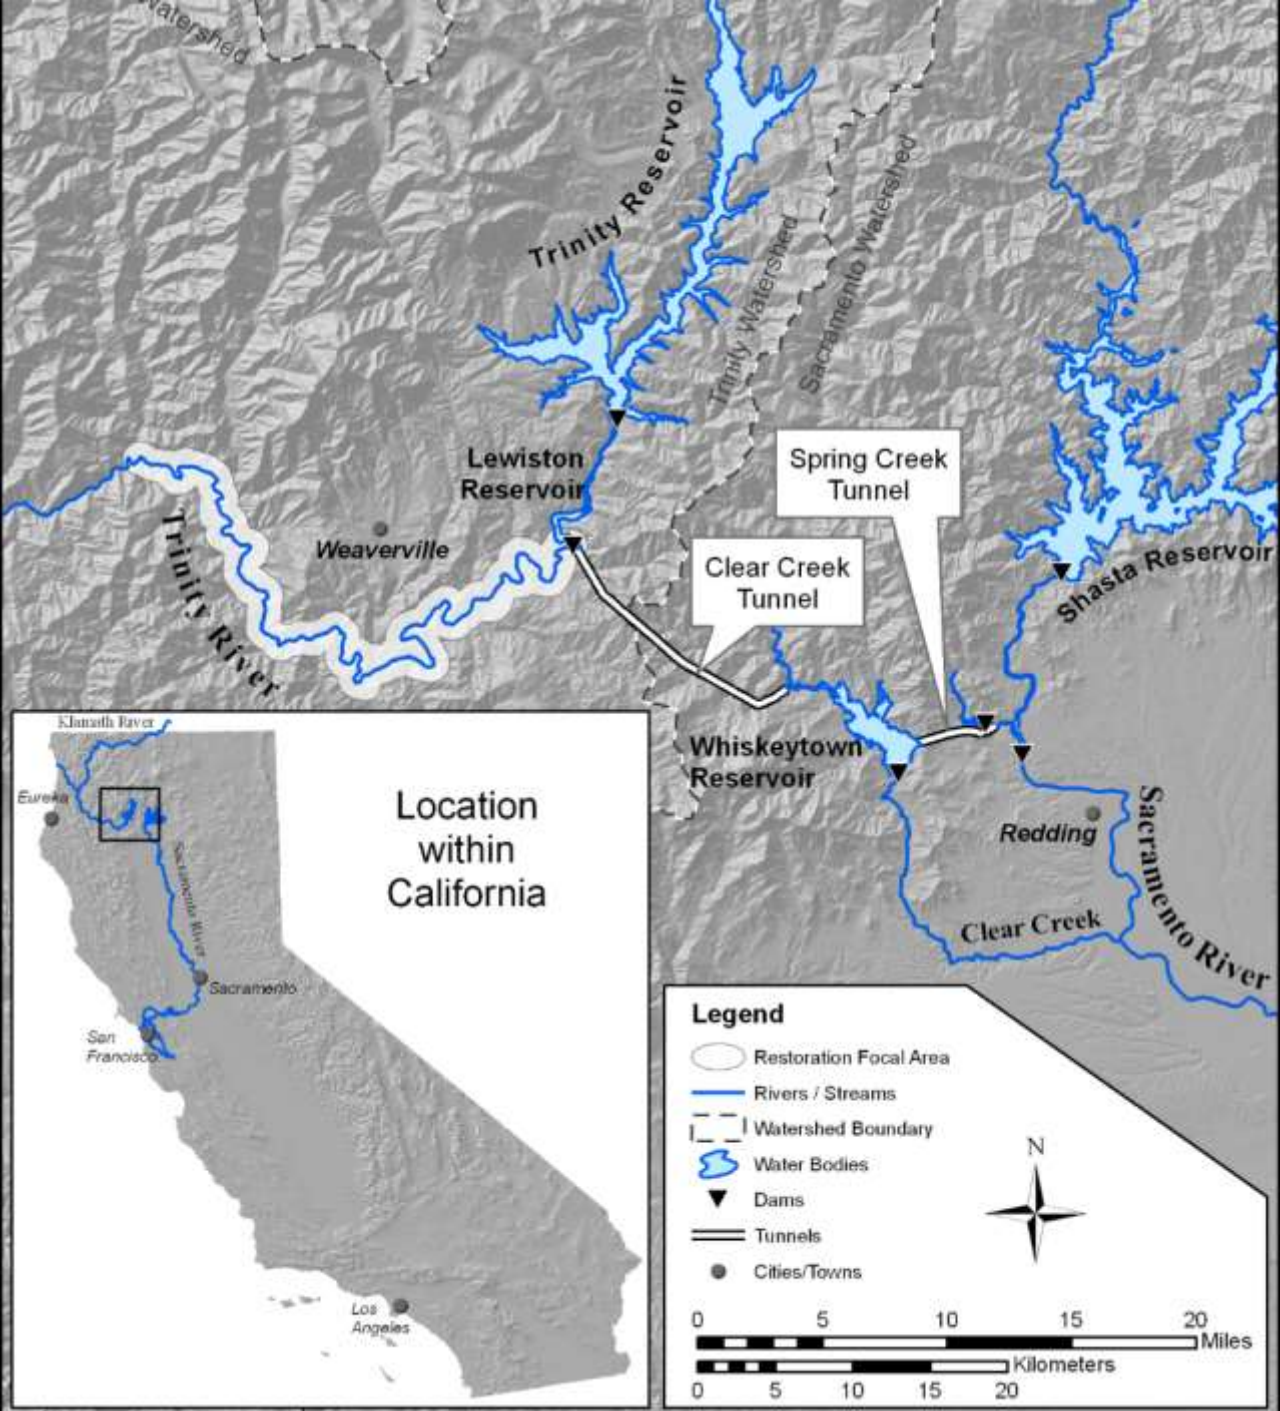 Watershed
Trinity Reservoir
Trinity Watershed
Sacramento Watershed
Lewiston
Reservoir
Spring Creek
Tunnel
Weaverville
Clear Creek
Tunnel
Shasta Reservoir
Trinity River
Whiskeytown
Reservoir
Redding
Sacramento River
Clear Creek
Klamath River
Eureka
Sacramento River
Sacramento
San
Francisco
Los
Angeles
Location
within
California
Legend
Restoration Focal Area
Rivers / Streams
Watershed Boundary
Water Bodies
Dams
Tunnels
Cities/Towns
N
0 5 10 15 20
Miles
Kilometers
0 5 10 15 20